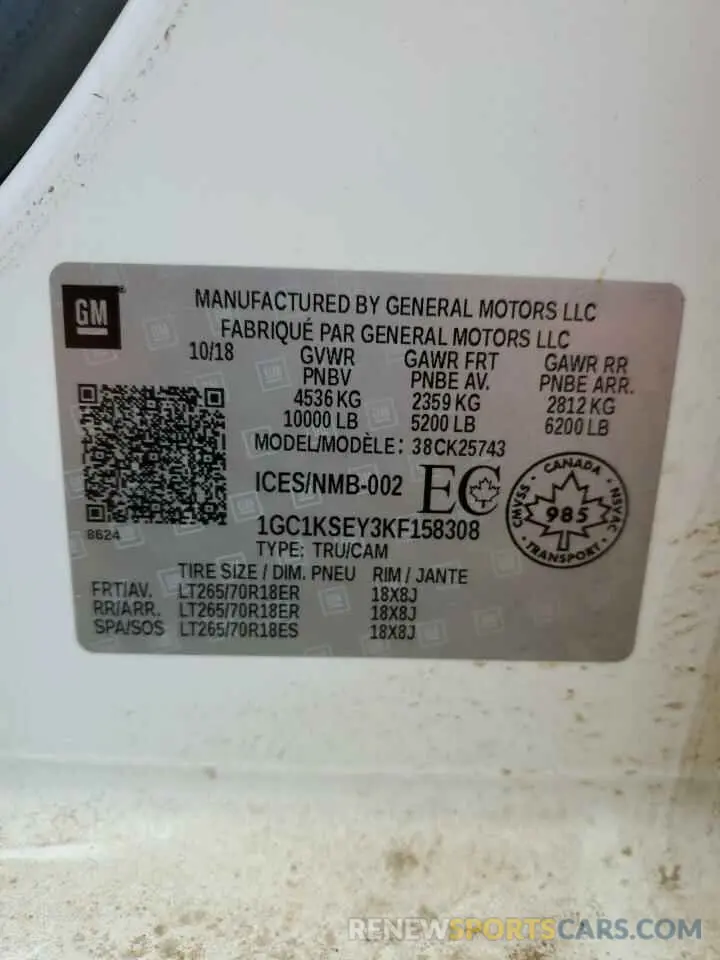 GM
MANUFACTURED BY GENERAL MOTORS LLC
FABRIQUÉ PAR GENERAL MOTORS LLC
10/18 GVWR GAWR FRT GAWR RR
PNBV PNBE AV. PNBE ARR.
4536 KG 2359 KG 2812 KG
10000 LB 5200 LB 6200 LB
MODEL/MODÈLE: 38CK25743
ICES/NMB-002 EC
CANADA
CMVSS 985 NSVAC
TRANSPORT
8624
1GC1KSEY3KF158308
TYPE: TRU/CAM
TIRE SIZE / DIM. PNEU RIM / JANTE
FRT/AV. LT265/70R18ER 18X8J
RR/ARR. LT265/70R18ER 18X8J
SPA/SOS LT265/70R18ES 18X8J
RENEWSPORTSCARS.COM